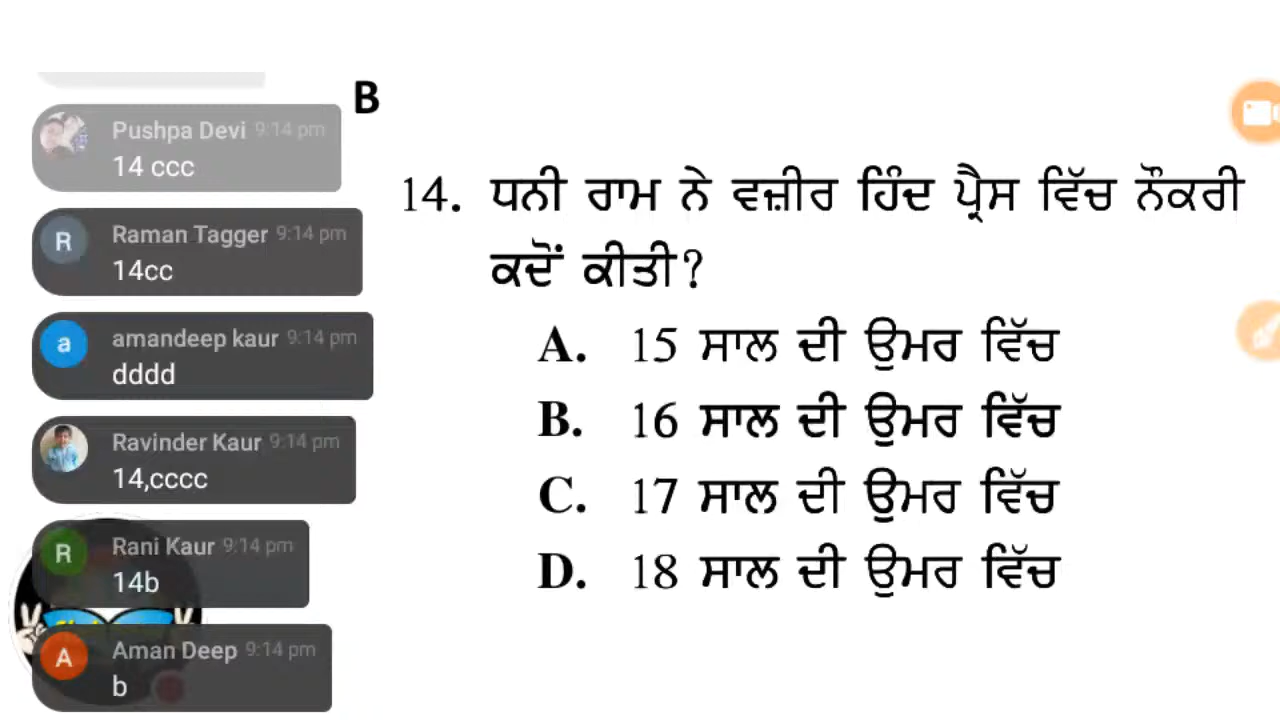 B
Pushpa Devi 9:14 pm
14 ccc
Raman Tagger 9:14 pm
14cc
amandeep kaur 9:14 pm
dddd
Ravinder Kaur 9:14 pm
14,cccc
Rani Kaur 9:14 pm
14b
Aman Deep 9:14 pm
b
14. ਧਨੀ ਰਾਮ ਨੇ ਵਜ਼ੀਰ ਹਿੰਦ ਪ੍ਰੈਸ ਵਿੱਚ ਨੌਕਰੀ
ਕਦੋਂ ਕੀਤੀ?
A. 15 ਸਾਲ ਦੀ ਉਮਰ ਵਿੱਚ
B. 16 ਸਾਲ ਦੀ ਉਮਰ ਵਿੱਚ
C. 17 ਸਾਲ ਦੀ ਉਮਰ ਵਿੱਚ
D. 18 ਸਾਲ ਦੀ ਉਮਰ ਵਿੱਚ